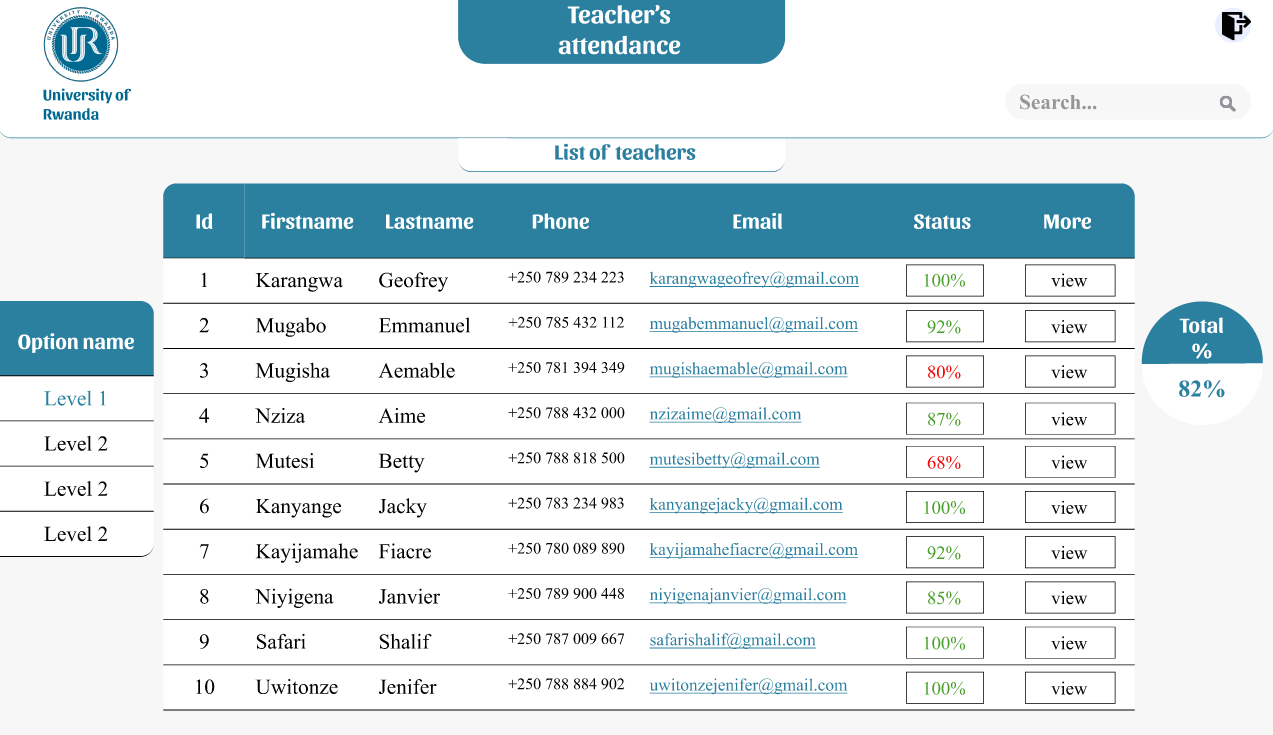 UNIVERSITY of RWANDA
UR
University of
Rwanda
Teacher's
attendance
Search...
List of teachers
Id Firstname Lastname Phone Email Status More
1 Karangwa Geofrey +250 789 234 223 karangwageofrey@gmail.com 100% view
2 Mugabo Emmanuel +250 785 432 112 mugabemmanuel@gmail.com 92% view
3 Mugisha Aemable +250 781 394 349 mugishaemable@gmail.com 80% view
4 Nziza Aime +250 788 432 000 nzizaime@gmail.com 87% view
5 Mutesi Betty +250 788 818 500 mutesibetty@gmail.com 68% view
6 Kanyange Jacky +250 783 234 983 kanyangejacky@gmail.com 100% view
7 Kayijamahe Fiacre +250 780 089 890 kayijamahefiacre@gmail.com 92% view
8 Niyigena Janvier +250 789 900 448 niyigenajanvier@gmail.com 85% view
9 Safari Shalif +250 787 009 667 safarishalif@gmail.com 100% view
10 Uwitonze Jenifer +250 788 884 902 uwitonzejenifer@gmail.com 100% view
Option name
Level 1
Level 2
Level 2
Level 2
Total
%
82%